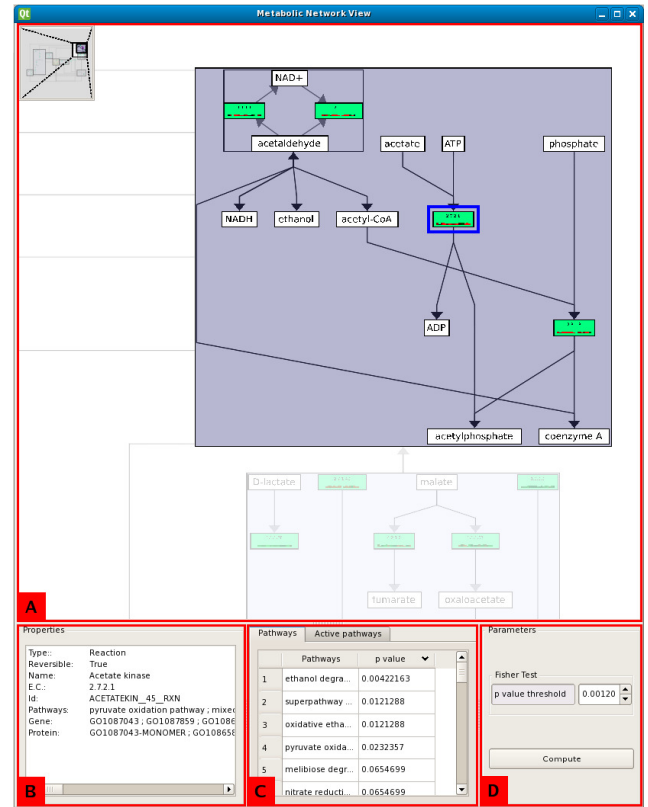 Qt Metabolic Network View
NAD+
acetaldehyde acetate ATP phosphate
NADH ethanol acetyl-CoA
ADP
acetylphosphate coenzyme A
D-lactate malate
fumarate oxaloacetate
A
Properties
Type:: Reaction
Reversible: True
Name: Acetate kinase
E.C.: 2.7.2.1
Id: ACETATEKIN__45__RXN
Pathways: pyruvate oxidation pathway ; mixed
Gene: GO1087043 ; GO1087859 ; GO1086
Protein: GO1087043-MONOMER ; GO108658
B
Pathways Active pathways
Pathways p value
1 ethanol degra... 0.00422163
2 superpathway ... 0.0121288
3 oxidative etha... 0.0121288
4 pyruvate oxida... 0.0232357
5 melibiose degr... 0.0654699
nitrate reducti... 0.0654699
C
Parameters
Fisher Test
p value threshold 0.00120
Compute
D